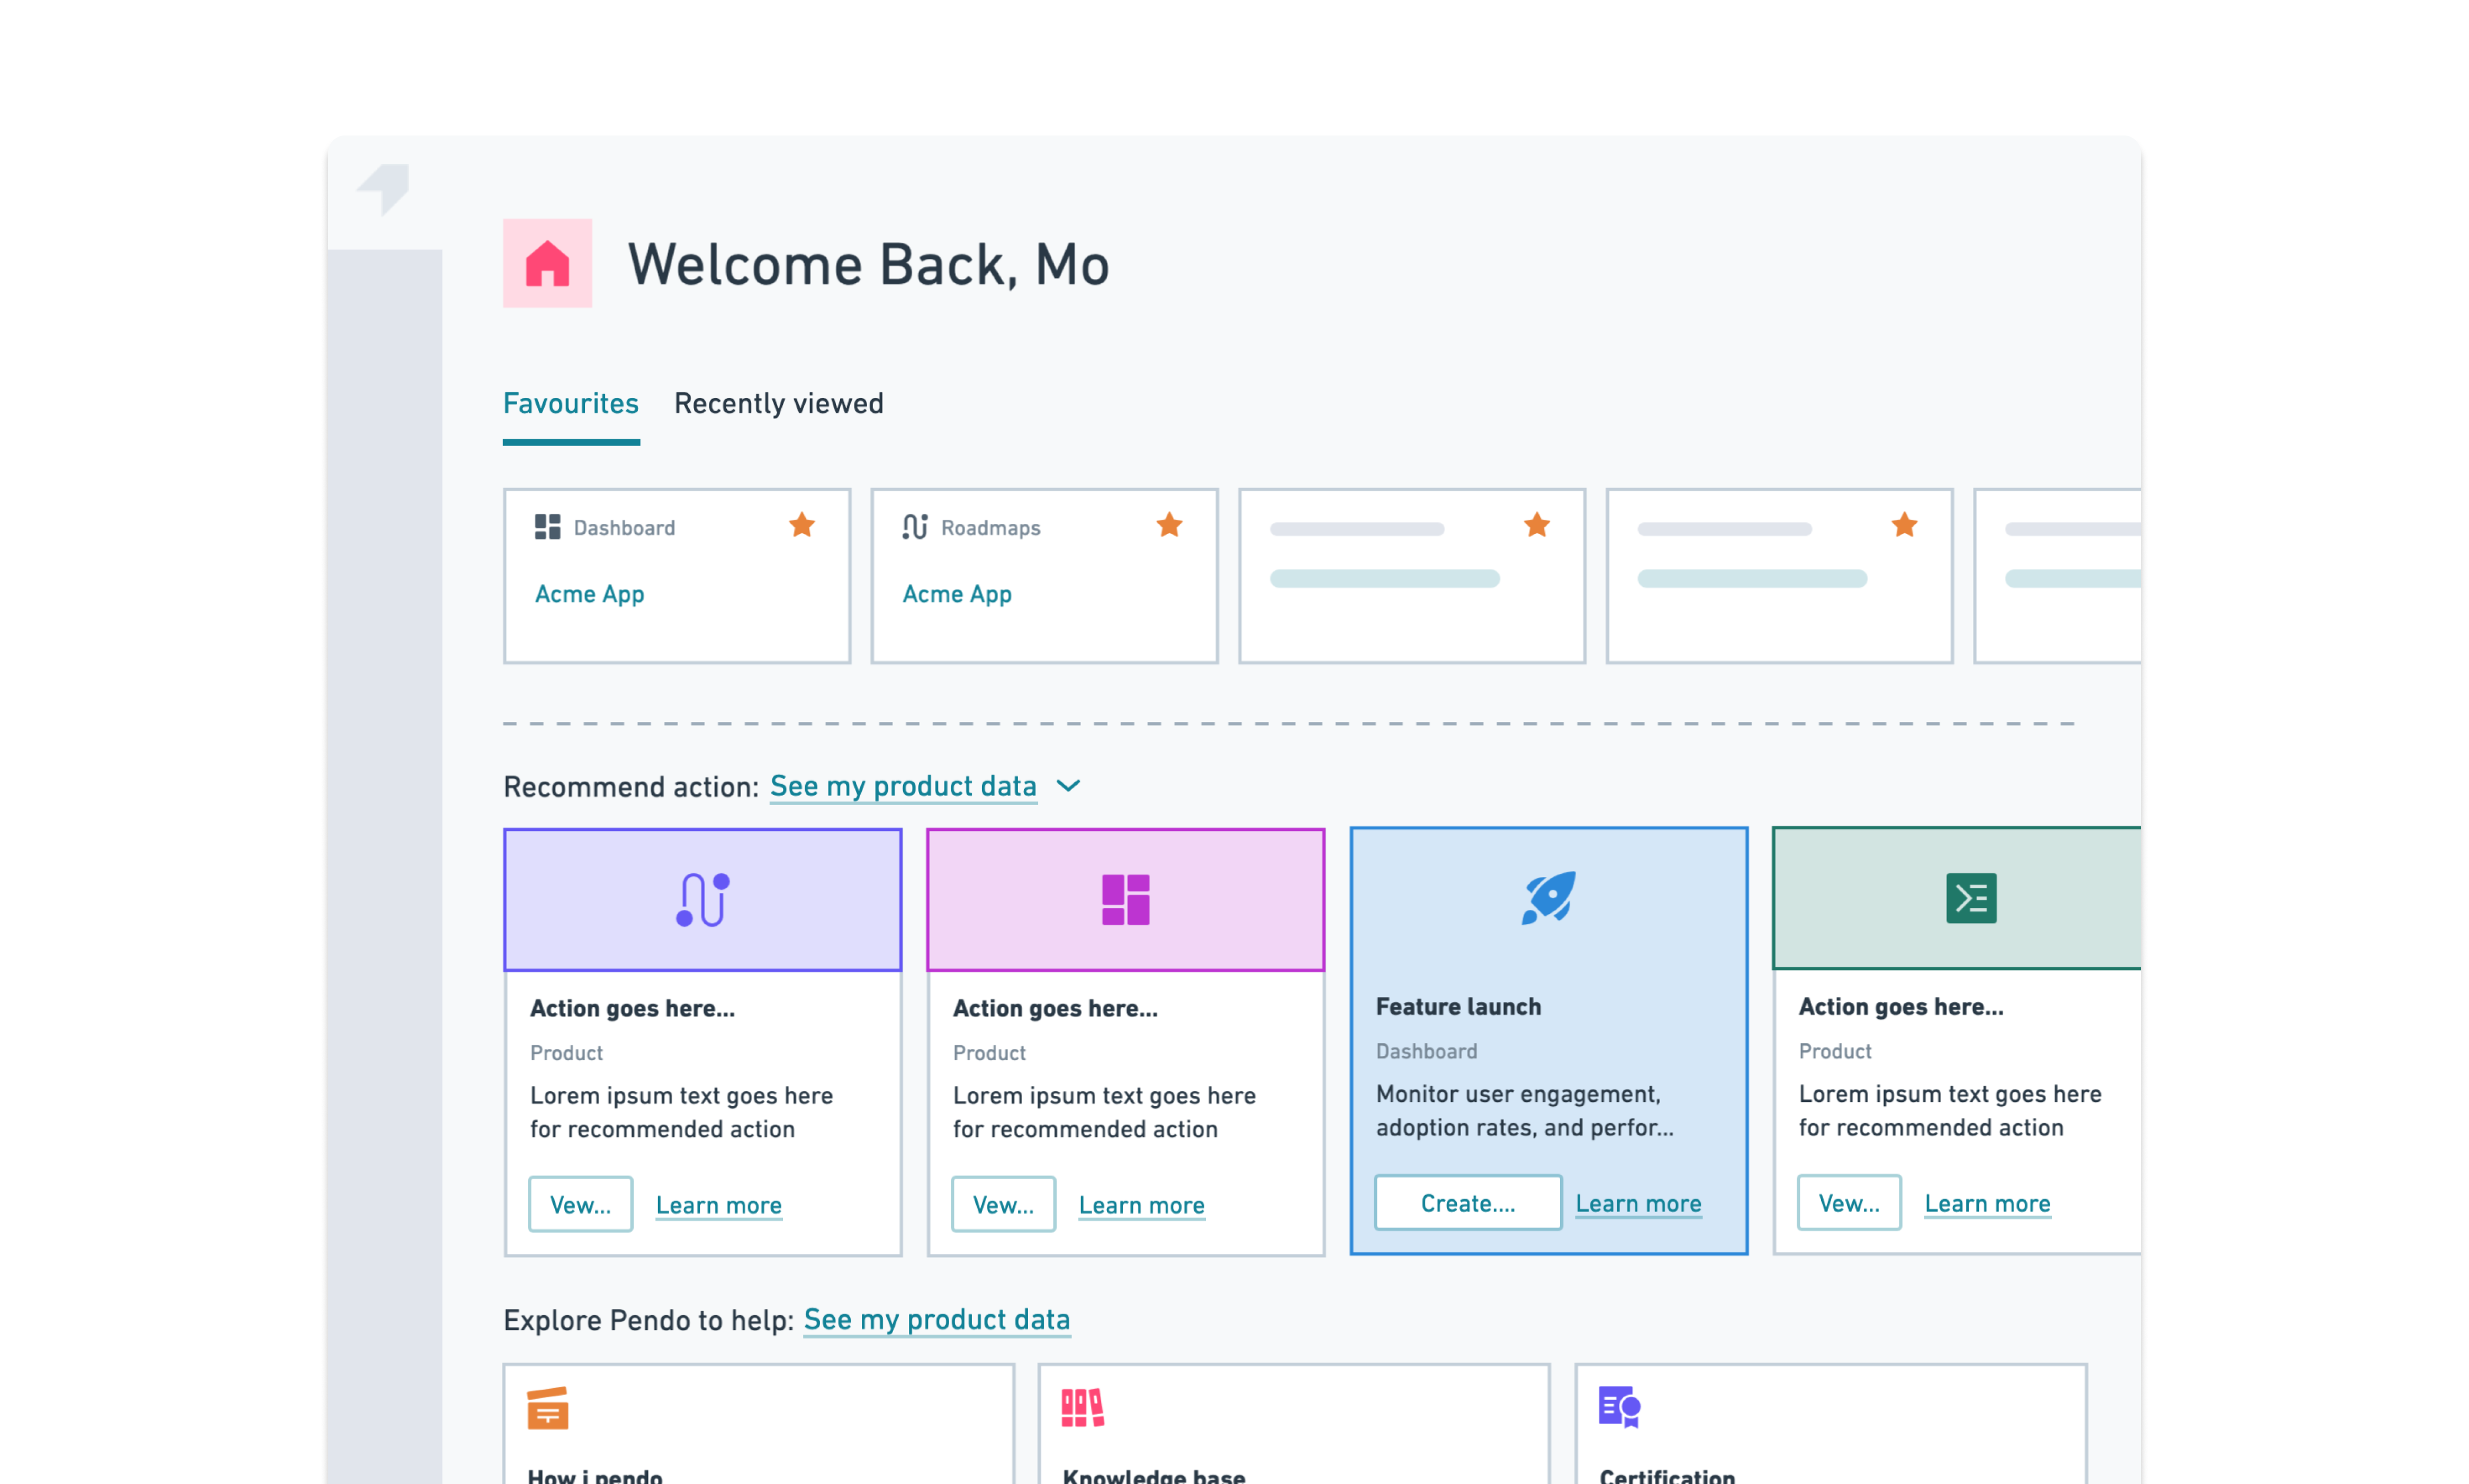 Welcome Back, Mo
Favourites Recently viewed
Dashboard
Acme App
Roadmaps
Acme App
Recommend action: See my product data
Action goes here...
Product
Lorem ipsum text goes here
for recommended action
Vew... Learn more
Action goes here...
Product
Lorem ipsum text goes here
for recommended action
Vew... Learn more
Feature launch
Dashboard
Monitor user engagement,
adoption rates, and perfor...
Create.... Learn more
Action goes here...
Product
Lorem ipsum text goes here
for recommended action
Vew... Learn more
Explore Pendo to help: See my product data
How i pendo
Knowledge base
Certification